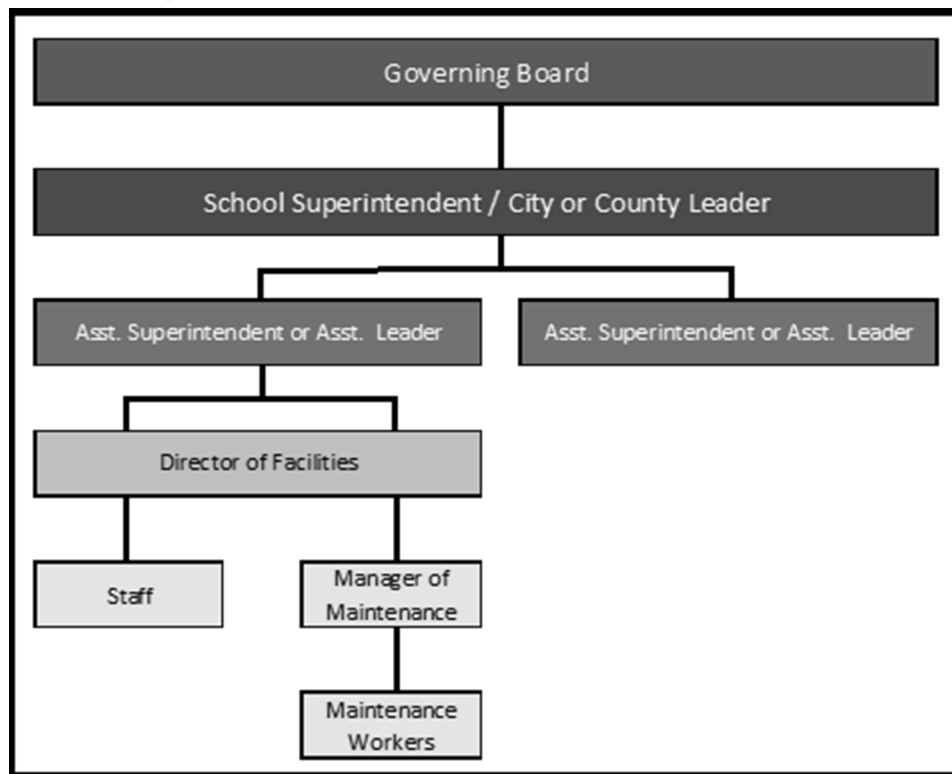 Governing Board
School Superintendent / City or County Leader
Asst. Superintendent or Asst. Leader
Asst. Superintendent or Asst. Leader
Director of Facilities
Staff
Manager of
Maintenance
Maintenance
Workers